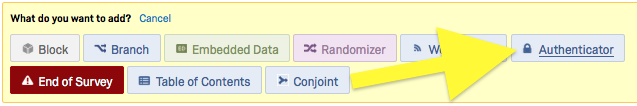 What do you want to add? Cancel
Block Branch Embedded Data Randomizer Authenticator
End of Survey Table of Contents Conjoint